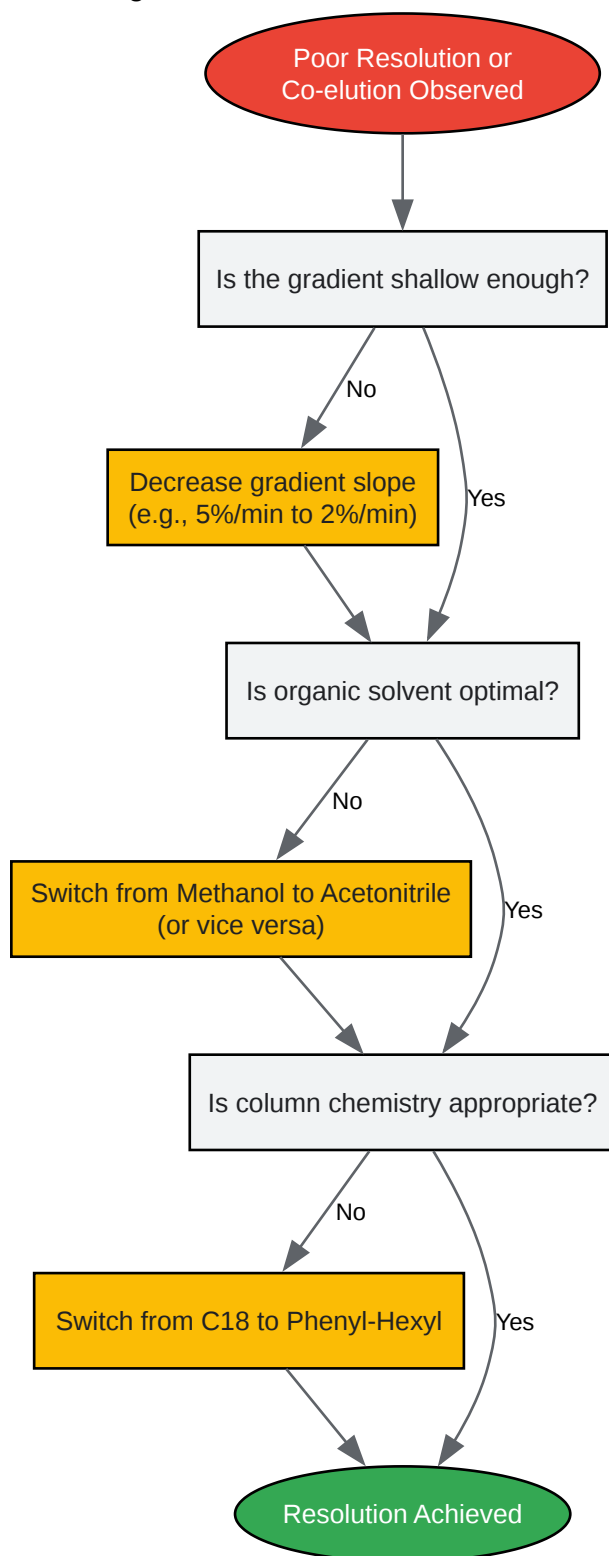 Poor Resolution or
Co-elution Observed
Is the gradient shallow enough?
No
Decrease gradient slope
(e.g., 5%/min to 2%/min)
Yes
Is organic solvent optimal?
No
Switch from Methanol to Acetonitrile
(or vice versa)
Yes
Is column chemistry appropriate?
No
Switch from C18 to Phenyl-Hexyl
Yes
Resolution Achieved